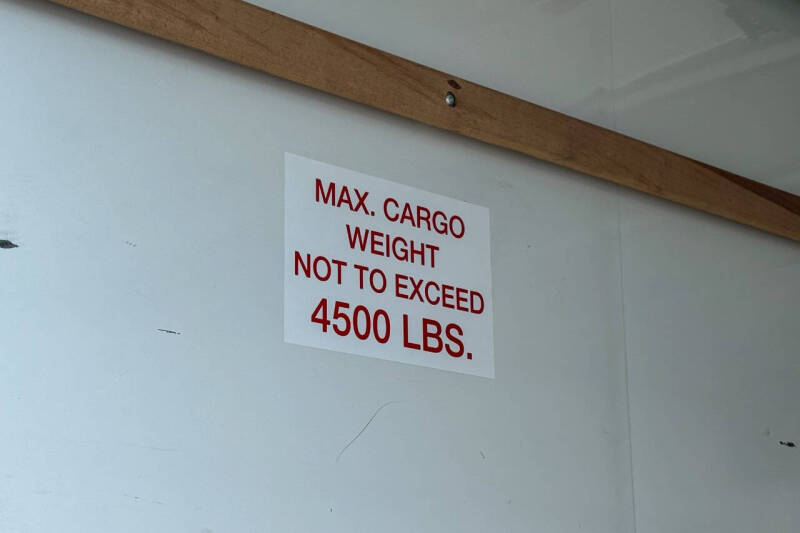 MAX. CARGO
WEIGHT
NOT TO EXCEED
4500 LBS.